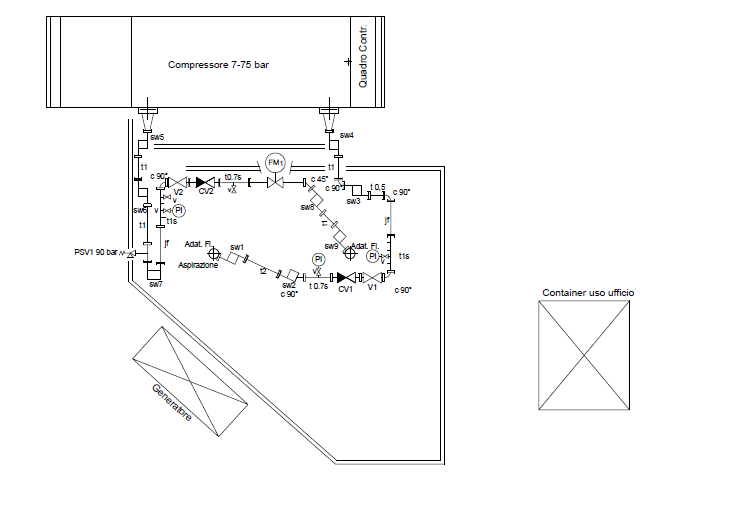 Compressore 7-75 bar
Quadro Contr.
sw5
sw4
t1
c 90°
V2
CV2
t0.7s
v
FM1
c 45°
t1
c 90°
sw3
t 0,5
c 90°
sw6
v
v
PI
t1s
t1
jf
sw8
t1
jf
PSV1 90 bar
Adat. Fl.
sw1
Aspirazione
sw9
Adat. Fl.
PI
v
t1s
sw7
t2
sw2
c 90°
PI
v
t 0.7s
CV1
V1
c 90°
Container uso ufficio
Generatore